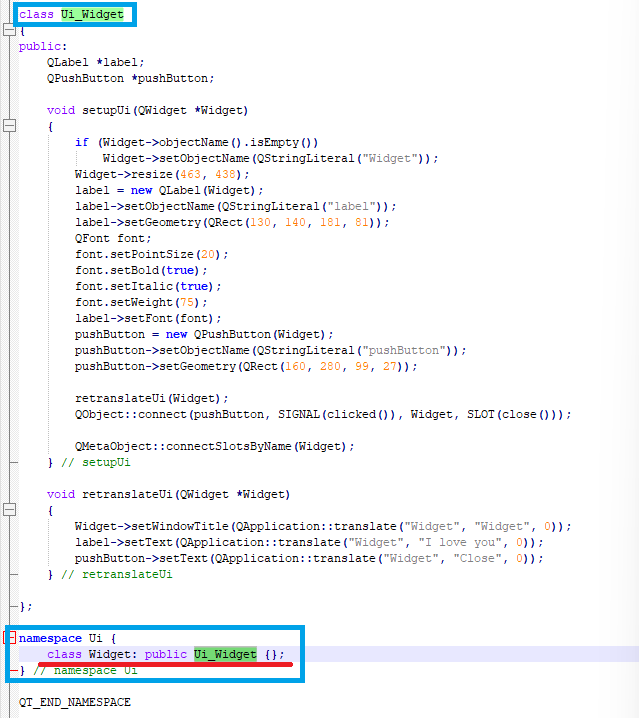 class Ui_Widget
{
public:
    QLabel *label;
    QPushButton *pushButton;

    void setupUi(QWidget *Widget)
    {
        if (Widget->objectName().isEmpty())
            Widget->setObjectName(QStringLiteral("Widget"));
        Widget->resize(463, 438);
        label = new QLabel(Widget);
        label->setObjectName(QStringLiteral("label"));
        label->setGeometry(QRect(130, 140, 181, 81));
        QFont font;
        font.setPointSize(20);
        font.setBold(true);
        font.setItalic(true);
        font.setWeight(75);
        label->setFont(font);
        pushButton = new QPushButton(Widget);
        pushButton->setObjectName(QStringLiteral("pushButton"));
        pushButton->setGeometry(QRect(160, 280, 99, 27));

        retranslateUi(Widget);
        QObject::connect(pushButton, SIGNAL(clicked()), Widget, SLOT(close()));

        QMetaObject::connectSlotsByName(Widget);
    } // setupUi

    void retranslateUi(QWidget *Widget)
    {
        Widget->setWindowTitle(QApplication::translate("Widget", "Widget", 0));
        label->setText(QApplication::translate("Widget", "I love you", 0));
        pushButton->setText(QApplication::translate("Widget", "Close", 0));
    } // retranslateUi

};

namespace Ui {
    class Widget: public Ui_Widget {};
} // namespace Ui

QT_END_NAMESPACE